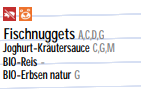 Fischnuggets A,C,D,G
Joghurt-Kräutersauce C,G,M
BIO-Reis -
BIO-Erbsen natur G